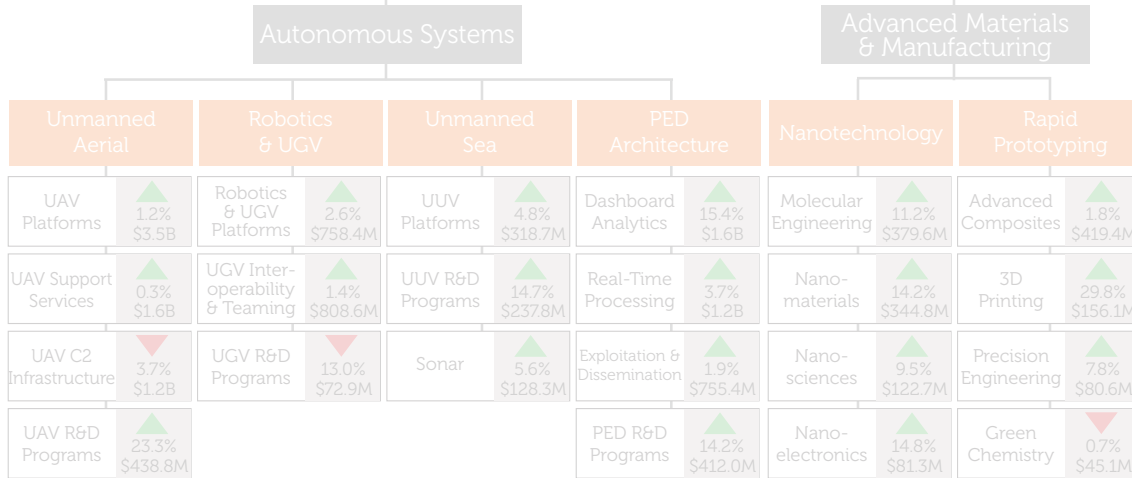 Autonomous Systems
Advanced Materials
& Manufacturing
Unmanned
Aerial
Robotics
& UGV
Unmanned
Sea
PED
Architecture
Nanotechnology
Rapid
Prototyping
UAV
Platforms
1.2%
$3.5B
Robotics
& UGV
Platforms
2.6%
$758.4M
UUV
Platforms
4.8%
$318.7M
Dashboard
Analytics
15.4%
$1.6B
Molecular
Engineering
11.2%
$379.6M
Advanced
Composites
1.8%
$419.4M
UAV Support
Services
0.3%
$1.6B
UGV Inter-
operability
& Teaming
1.4%
$808.6M
UUV R&D
Programs
14.7%
$237.8M
Real-Time
Processing
3.7%
$1.2B
Nano-
materials
14.2%
$344.8M
3D
Printing
29.8%
$156.1M
UAV C2
Infrastructure
3.7%
$1.2B
UGV R&D
Programs
13.0%
$72.9M
Sonar
5.6%
$128.3M
Exploitation &
Dissemination
1.9%
$755.4M
Nano-
sciences
9.5%
$122.7M
Precision
Engineering
7.8%
$80.6M
UAV R&D
Programs
23.3%
$438.8M
PED R&D
Programs
14.2%
$412.0M
Nano-
electronics
14.8%
$81.3M
Green
Chemistry
0.7%
$45.1M